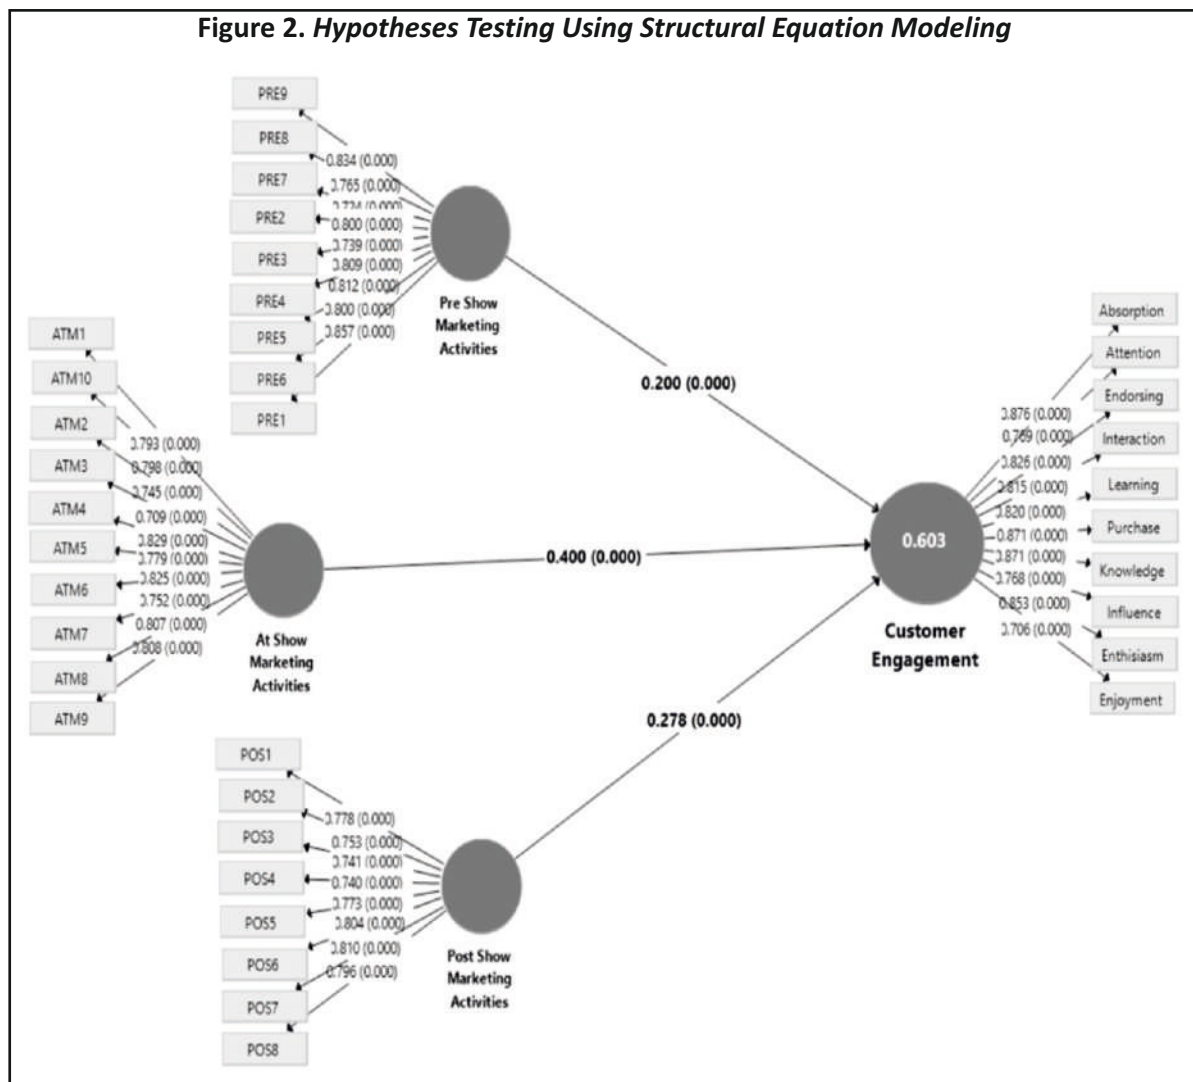 Figure 2. Hypotheses Testing Using Structural Equation Modeling
PRE9
PRE8
PRE7
PRE2
PRE3
PRE4
PRE5
PRE6
PRE1
0.834 (0.000)
0.765 (0.000)
0.724 (0.000)
0.800 (0.000)
0.739 (0.000)
0.809 (0.000)
0.812 (0.000)
0.800 (0.000)
0.857 (0.000)
Pre Show
Marketing
Activities
0.200 (0.000)
ATM1
ATM10
ATM2
ATM3
ATM4
ATM5
ATM6
ATM7
ATM8
ATM9
0.793 (0.000)
0.798 (0.000)
0.745 (0.000)
0.709 (0.000)
0.829 (0.000)
0.779 (0.000)
0.825 (0.000)
0.752 (0.000)
0.807 (0.000)
0.808 (0.000)
At Show
Marketing
Activities
0.400 (0.000)
POS1
POS2
POS3
POS4
POS5
POS6
POS7
POS8
0.778 (0.000)
0.753 (0.000)
0.741 (0.000)
0.740 (0.000)
0.773 (0.000)
0.804 (0.000)
0.810 (0.000)
0.796 (0.000)
Post Show
Marketing
Activities
0.278 (0.000)
0.603
Customer
Engagement
0.876 (0.000)
0.769 (0.000)
0.826 (0.000)
0.815 (0.000)
0.820 (0.000)
0.871 (0.000)
0.871 (0.000)
0.768 (0.000)
0.853 (0.000)
0.706 (0.000)
Absorption
Attention
Endorsing
Interaction
Learning
Purchase
Knowledge
Influence
Enthisiasm
Enjoyment